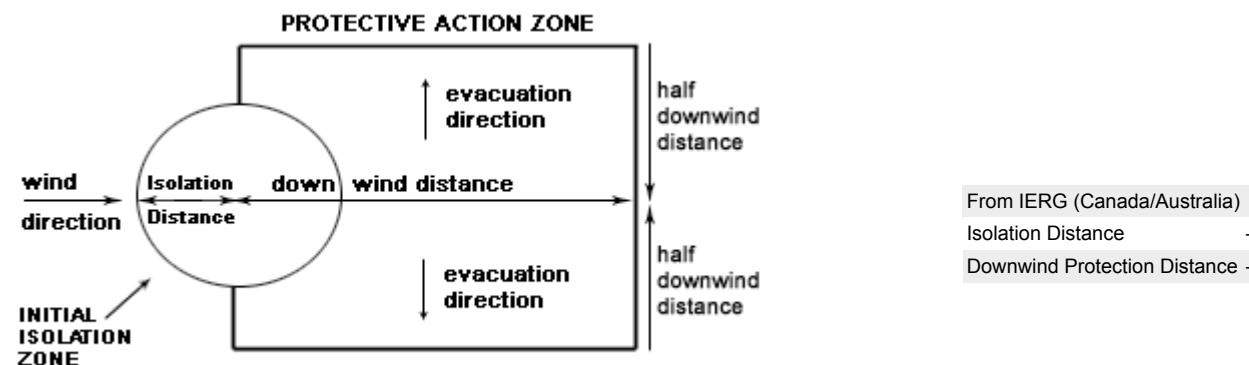 PROTECTIVE ACTION ZONE
evacuation
direction
half
downwind
distance
wind
direction
Isolation
Distance
down wind distance
evacuation
direction
half
downwind
distance
INITIAL
ISOLATION
ZONE
From IERG (Canada/Australia)
Isolation Distance -
Downwind Protection Distance -